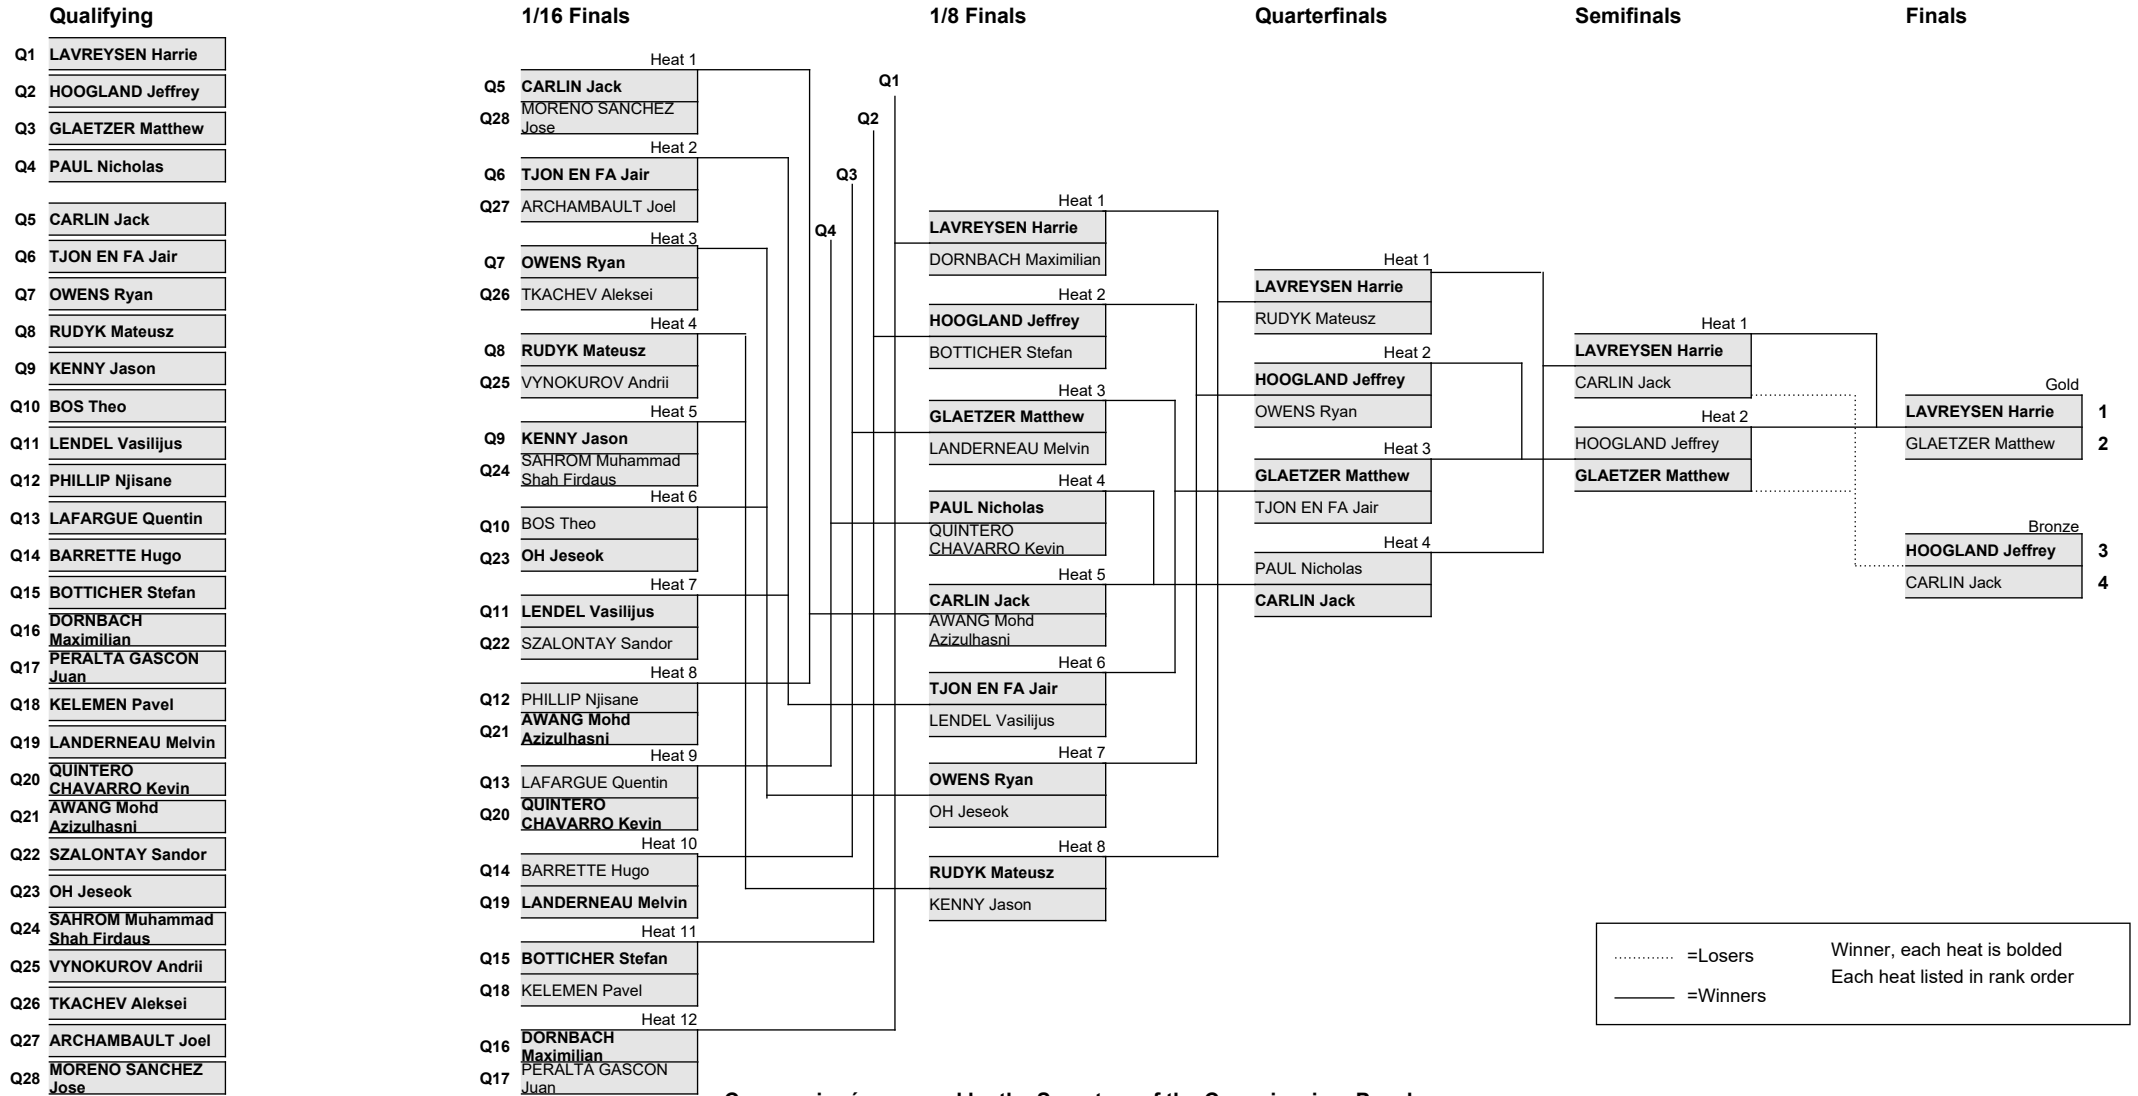 Qualifying
Q1 LAVREYSEN Harrie
Q2 HOOGLAND Jeffrey
Q3 GLAETZER Matthew
Q4 PAUL Nicholas
Q5 CARLIN Jack
Q6 TJON EN FA Jair
Q7 OWENS Ryan
Q8 RUDYK Mateusz
Q9 KENNY Jason
Q10 BOS Theo
Q11 LENDEL Vasilijus
Q12 PHILLIP Njisane
Q13 LAFARGUE Quentin
Q14 BARRETTE Hugo
Q15 BOTTICHER Stefan
Q16 DORNBACH
Maximilian
Q17 PERALTA GASCON
Juan
Q18 KELEMEN Pavel
Q19 LANDERNEAU Melvin
Q20 QUINTERO
CHAVARRO Kevin
Q21 AWANG Mohd
Azizulhasni
Q22 SZALONTAY Sandor
Q23 OH Jeseok
Q24 SAHROM Muhammad
Shah Firdaus
Q25 VYNOKUROV Andrii
Q26 TKACHEV Aleksei
Q27 ARCHAMBAULT Joel
Q28 MORENO SANCHEZ
Jose
1/16 Finals
Heat 1
Q5 CARLIN Jack
Q28 MORENO SANCHEZ
Jose
Heat 2
Q6 TJON EN FA Jair
Q27 ARCHAMBAULT Joel
Heat 3
Q7 OWENS Ryan
Q26 TKACHEV Aleksei
Heat 4
Q8 RUDYK Mateusz
Q25 VYNOKUROV Andrii
Heat 5
Q9 KENNY Jason
Q24 SAHROM Muhammad
Shah Firdaus
Heat 6
Q10 BOS Theo
Q23 OH Jeseok
Heat 7
Q11 LENDEL Vasilijus
Q22 SZALONTAY Sandor
Heat 8
Q12 PHILLIP Njisane
Q21 AWANG Mohd
Azizulhasni
Heat 9
Q13 LAFARGUE Quentin
Q20 QUINTERO
CHAVARRO Kevin
Heat 10
Q14 BARRETTE Hugo
Q19 LANDERNEAU Melvin
Heat 11
Q15 BOTTICHER Stefan
Q18 KELEMEN Pavel
Heat 12
Q16 DORNBACH
Maximilian
Q17 PERALTA GASCON
Juan
1/8 Finals
Q1
Q2
Q3
Q4
Heat 1
LAVREYSEN Harrie
DORNBACH Maximilian
Heat 2
HOOGLAND Jeffrey
BOTTICHER Stefan
Heat 3
GLAETZER Matthew
LANDERNEAU Melvin
Heat 4
PAUL Nicholas
QUINTERO
CHAVARRO Kevin
Heat 5
CARLIN Jack
AWANG Mohd
Azizulhasni
Heat 6
TJON EN FA Jair
LENDEL Vasilijus
Heat 7
OWENS Ryan
OH Jeseok
Heat 8
RUDYK Mateusz
KENNY Jason
Quarterfinals
Heat 1
LAVREYSEN Harrie
RUDYK Mateusz
Heat 2
HOOGLAND Jeffrey
OWENS Ryan
Heat 3
GLAETZER Matthew
TJON EN FA Jair
Heat 4
PAUL Nicholas
CARLIN Jack
Semifinals
Heat 1
LAVREYSEN Harrie
CARLIN Jack
Heat 2
HOOGLAND Jeffrey
GLAETZER Matthew
Finals
Gold
LAVREYSEN Harrie 1
GLAETZER Matthew 2
Bronze
HOOGLAND Jeffrey 3
CARLIN Jack 4
=Losers
=Winners
Winner, each heat is bolded
Each heat listed in rank order